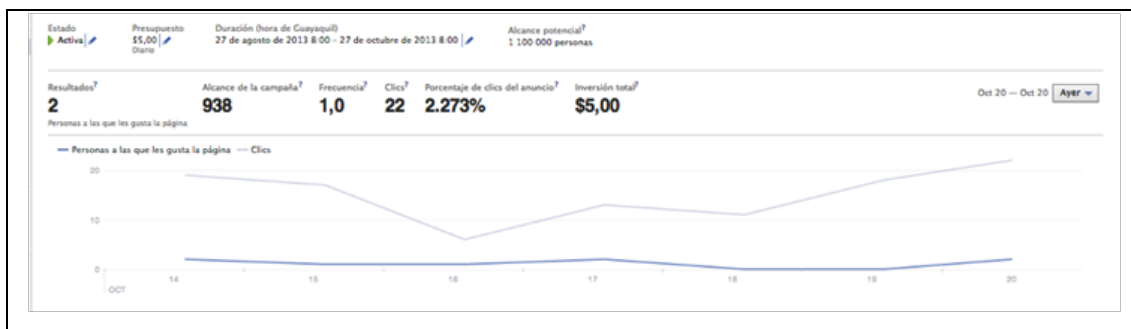 Estado
Activa
Presupuesto
$5,00
Diario
Duración (hora de Guayaquil)
27 de agosto de 2013 8:00 - 27 de octubre de 2013 8:00
Alcance potencial?
1 100 000 personas
Resultados?
2
Personas a las que les gusta la página
Alcance de la campaña?
938
Frecuencia?
1,0
Clics?
22
Porcentaje de clics del anuncio?
2.273%
Inversión total?
$5,00
Oct 20 — Oct 20 Ayer
Personas a las que les gusta la página Clics
20
10
0
14 15 16 17 18 19 20
OCT